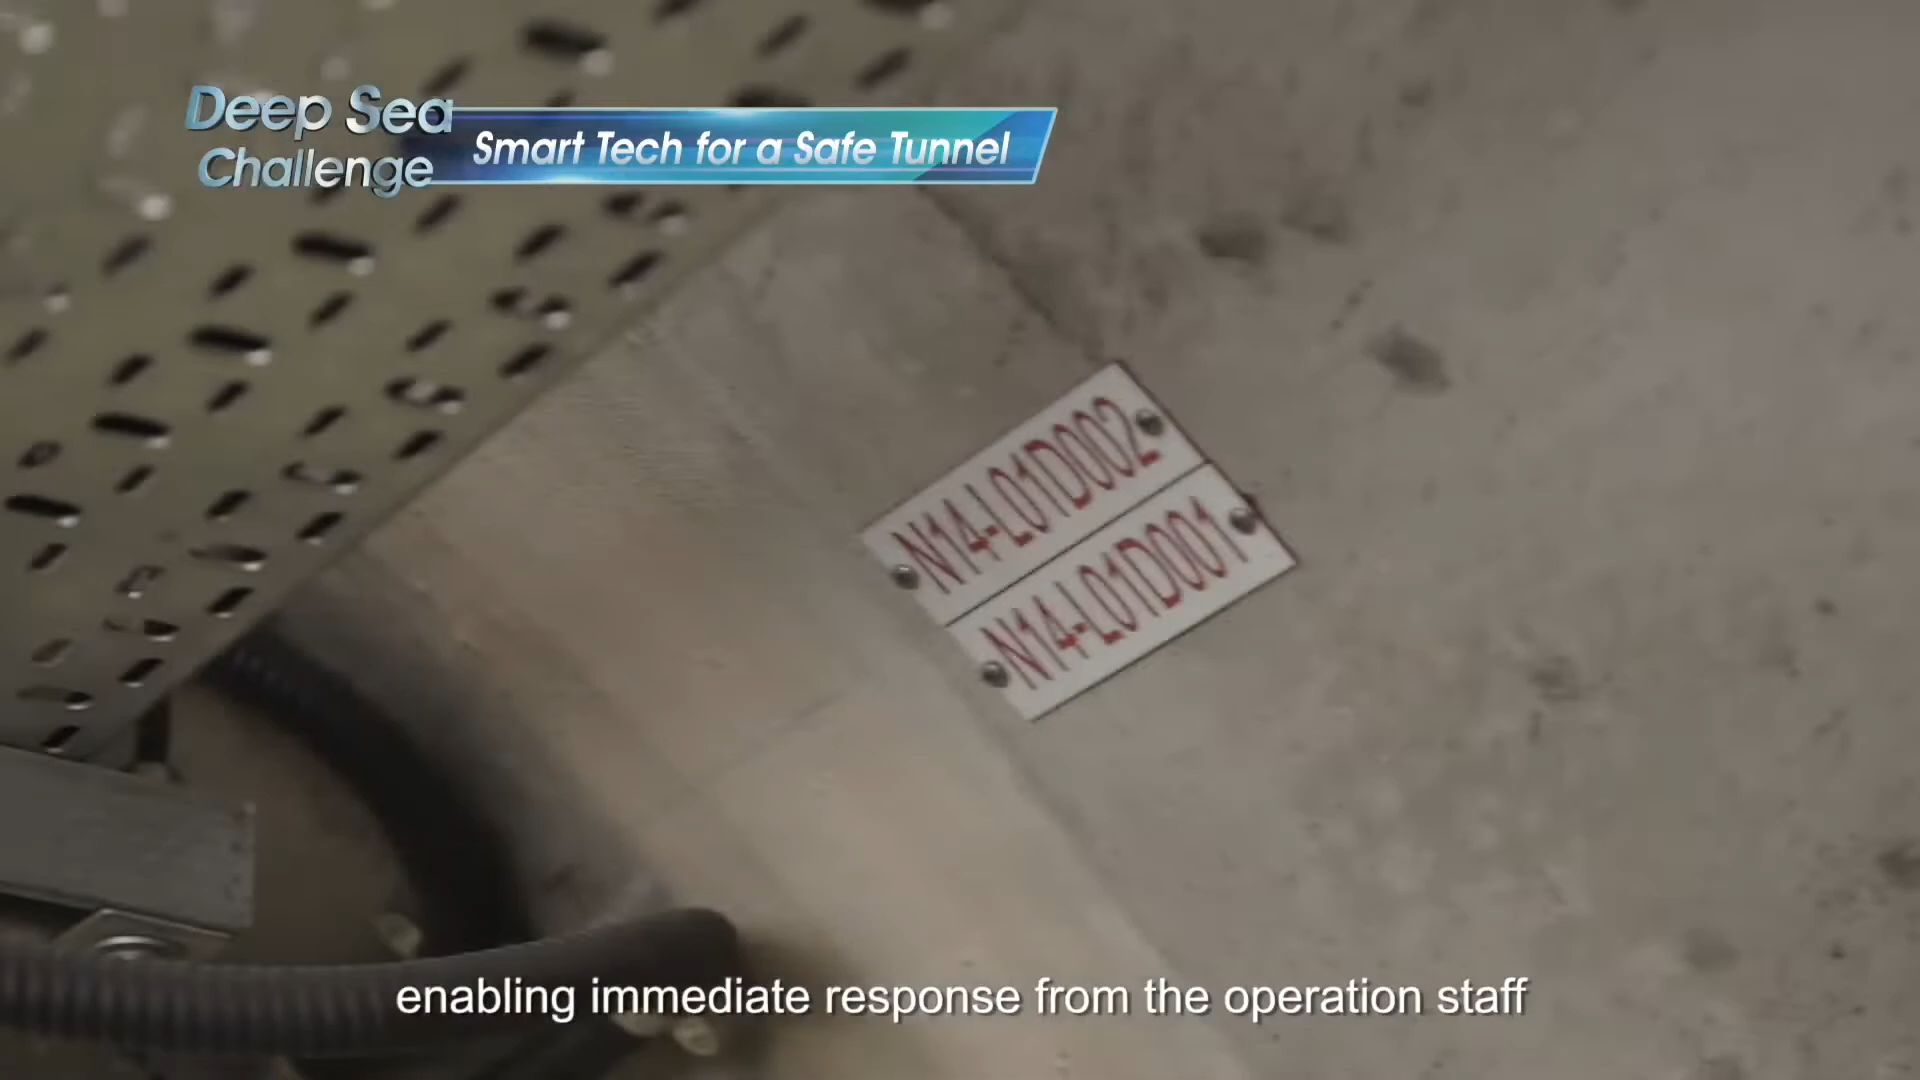 Deep Sea
Challenge
Smart Tech for a Safe Tunnel
N14-L01D002
N14-L01D001
enabling immediate response from the operation staff